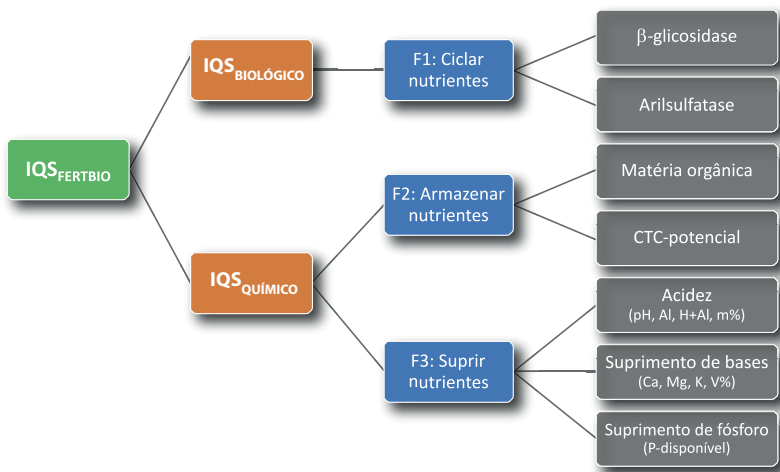 IQSFERTBIO
IQSBIOLÓGICO
IQSQUÍMICO
F1: Ciclar
nutrientes
F2: Armazenar
nutrientes
F3: Suprir
nutrientes
β-glicosidase
Arilsulfatase
Matéria orgânica
CTC-potencial
Acidez
(pH, Al, H+Al, m%)
Suprimento de bases
(Ca, Mg, K, V%)
Suprimento de fósforo
(P-disponível)